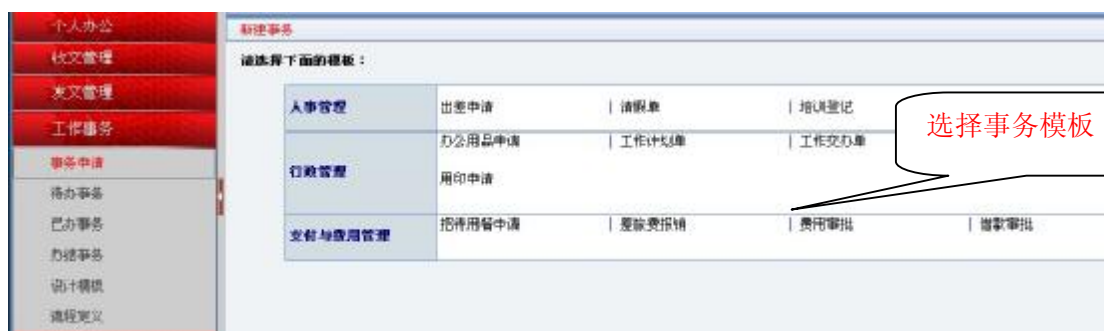 个人办公
收文管理
发文管理
工作事务
事务申请
待办事务
已办事务
办结事务
设计模板
流程定义
新建事务
请选择下面的模板：
人事管理 出差申请 | 请假单 | 培训登记
行政管理 办公用品申请 | 工作计划单 | 工作交办单
用印申请
支付与费用管理 招待用餐申请 | 差旅费报销 | 费用审批 | 借款审批
选择事务模板